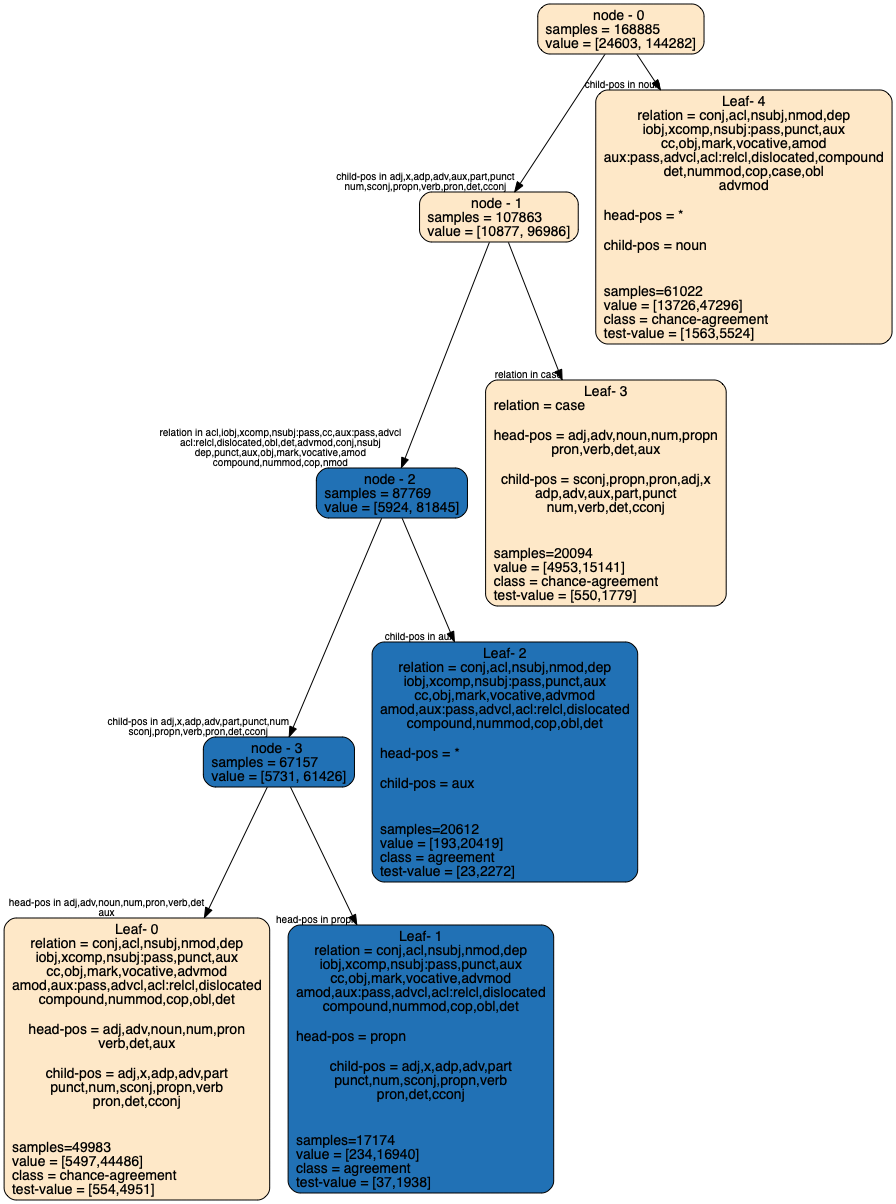 node - 0
samples = 168885
value = [24603, 144282]
child-pos in noun
Leaf- 4
relation = conj,acl,nsubj,nmod,dep
iobj,xcomp,nsubj:pass,punct,aux
cc,obj,mark,vocative,amod
aux:pass,advcl,acl:relcl,dislocated,compound
det,nummod,cop,case,obl
advmod
head-pos = *
child-pos = noun
samples=61022
value = [13726,47296]
class = chance-agreement
test-value = [1563,5524]
child-pos in adj,x,adp,adv,aux,part,punct
num,sconj,propn,verb,pron,det,cconj
node - 1
samples = 107863
value = [10877, 96986]
relation in case
Leaf- 3
relation = case
head-pos = adj,adv,noun,num,propn
pron,verb,det,aux
child-pos = sconj,propn,pron,adj,x
adp,adv,aux,part,punct
num,verb,det,cconj
samples=20094
value = [4953,15141]
class = chance-agreement
test-value = [550,1779]
relation in acl,iobj,xcomp,nsubj:pass,cc,aux:pass,advcl
acl:relcl,dislocated,obl,det,advmod,conj,nsubj
dep,punct,aux,obj,mark,vocative,amod
compound,nummod,cop,nmod
node - 2
samples = 87769
value = [5924, 81845]
child-pos in aux
Leaf- 2
relation = conj,acl,nsubj,nmod,dep
iobj,xcomp,nsubj:pass,punct,aux
cc,obj,mark,vocative,advmod
amod,aux:pass,advcl,acl:relcl,dislocated
compound,nummod,cop,obl,det
head-pos = *
child-pos = aux
samples=20612
value = [193,20419]
class = agreement
test-value = [23,2272]
child-pos in adj,x,adp,adv,part,punct,num
sconj,propn,verb,pron,det,cconj
node - 3
samples = 67157
value = [5731, 61426]
head-pos in adj,adv,noun,num,pron,verb,det
aux
Leaf- 0
relation = conj,acl,nsubj,nmod,dep
iobj,xcomp,nsubj:pass,punct,aux
cc,obj,mark,vocative,advmod
amod,aux:pass,advcl,acl:relcl,dislocated
compound,nummod,cop,obl,det
head-pos = adj,adv,noun,num,pron
verb,det,aux
child-pos = adj,x,adp,adv,part
punct,num,sconj,propn,verb
pron,det,cconj
samples=49983
value = [5497,44486]
class = chance-agreement
test-value = [554,4951]
head-pos in propn
Leaf- 1
relation = conj,acl,nsubj,nmod,dep
iobj,xcomp,nsubj:pass,punct,aux
cc,obj,mark,vocative,advmod
amod,aux:pass,advcl,acl:relcl,dislocated
compound,nummod,cop,obl,det
head-pos = propn
child-pos = adj,x,adp,adv,part
punct,num,sconj,propn,verb
pron,det,cconj
samples=17174
value = [234,16940]
class = agreement
test-value = [37,1938]